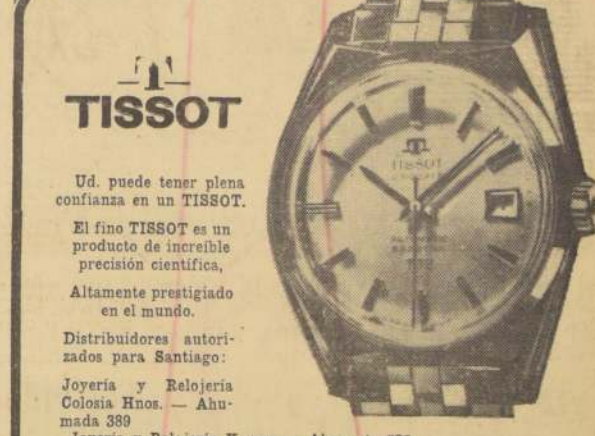 TISSOT
Ud. puede tener plena
confianza en un TISSOT.
El fino TISSOT es un
producto de increíble
precisión científica,
Altamente prestigiado
en el mundo.
Distribuidores autori-
zados para Santiago:
Joyería y Relojería
Colosia Hnos. — Ahu-
mada 389
TISSOT